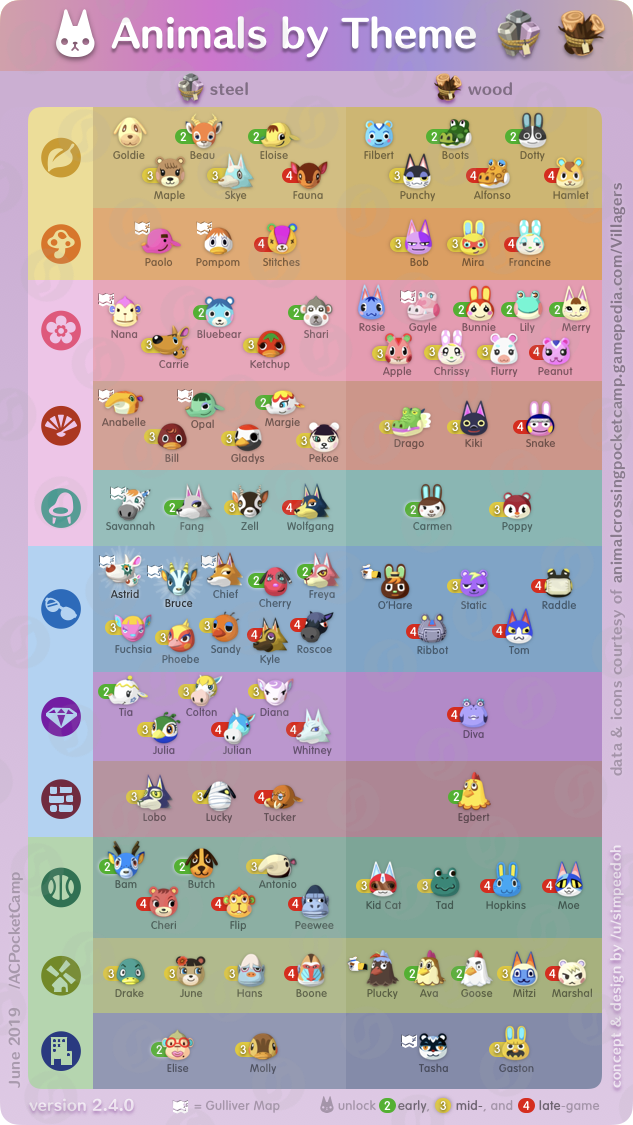 Animals by Theme
steel wood
2 2 2 2
Goldie Beau Eloise Filbert Boots Dotty
3 3 4 3 4 4
Maple Skye Fauna Punchy Alfonso Hamlet
4 3 3 4
Paolo Pompom Stitches Bob Mira Francine
2 2 2 2 2
Nana Bluebear Shari Rosie Gayle Bunnie Lily Merry
3 3 3 3 3 4
Carrie Ketchup Apple Chrissy Flurry Peanut
2
Anabelle Opal Margie
3 3 4
Drago Kiki Snake
3 3 3
Bill Gladys Pekoe
2 3 4 2 3
Savannah Fang Zell Wolfgang Carmen Poppy
2 2 3 4
Astrid Bruce Chief Cherry Freya O'Hare Static Raddle
3 3 3 4 4 4 4
Fuchsia Phoebe Sandy Kyle Roscoe Ribbot Tom
2 3 3
Tia Colton Diana
4
Diva
3 4 4
Julia Julian Whitney
3 3 4 2
Lobo Lucky Tucker Egbert
2 2 3
Bam Butch Antonio
3 3 4 4
Kid Cat Tad Hopkins Moe
4 4 4
Cheri Flip Peewee
3 3 3 4 2 2 3 4
Drake June Hans Boone Plucky Ava Goose Mitzi Marshal
2 3 3
Elise Molly Tasha Gaston
version 2.4.0 = Gulliver Map unlock 2 early, 3 mid-, and 4 late-game
June 2019 /ACPocketCamp
data & icons courtesy of animalcrossingpocketcamp.gamepedia.com/Villagers
concept & design by /u/simpeedoh